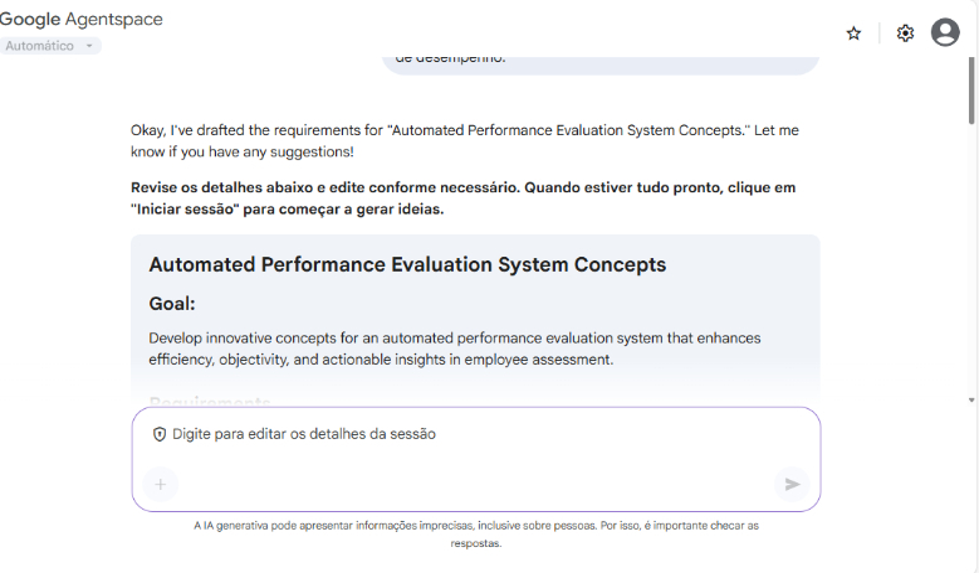 Google Agentspace
Automático
de desempenho.
Okay, I've drafted the requirements for "Automated Performance Evaluation System Concepts." Let me
know if you have any suggestions!
Revise os detalhes abaixo e edite conforme necessário. Quando estiver tudo pronto, clique em
"Iniciar sessão" para começar a gerar ideias.
Automated Performance Evaluation System Concepts
Goal:
Develop innovative concepts for an automated performance evaluation system that enhances
efficiency, objectivity, and actionable insights in employee assessment.
Requirements
Digite para editar os detalhes da sessão
A IA generativa pode apresentar informações imprecisas, inclusive sobre pessoas. Por isso, é importante checar as
respostas.